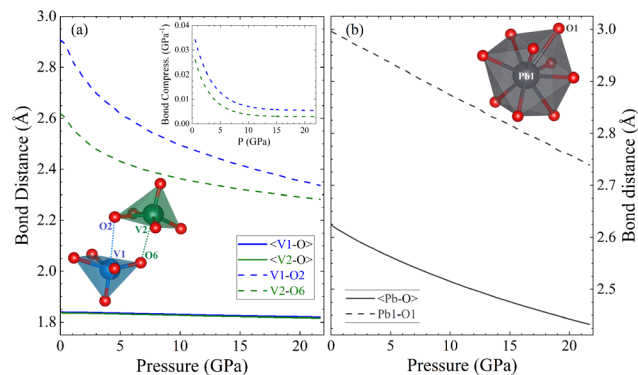 (a)
3.0
2.8
2.6
2.4
2.2
2.0
1.8
Bond Distance (Å)
0
5
10
15
20
Pressure (GPa)
Bond Compress. (GPa⁻¹)
0.04
0.03
0.02
0.01
0.00
0
5
10
15
20
P (GPa)
O2
V2
V1
O6
<V1-O>
<V2-O>
V1-O2
V2-O6
(b)
O1
Pb1
<Pb-O>
Pb1-O1
0
5
10
15
20
Pressure (GPa)
3.0
2.9
2.8
2.7
2.6
2.5
Bond distance (Å)